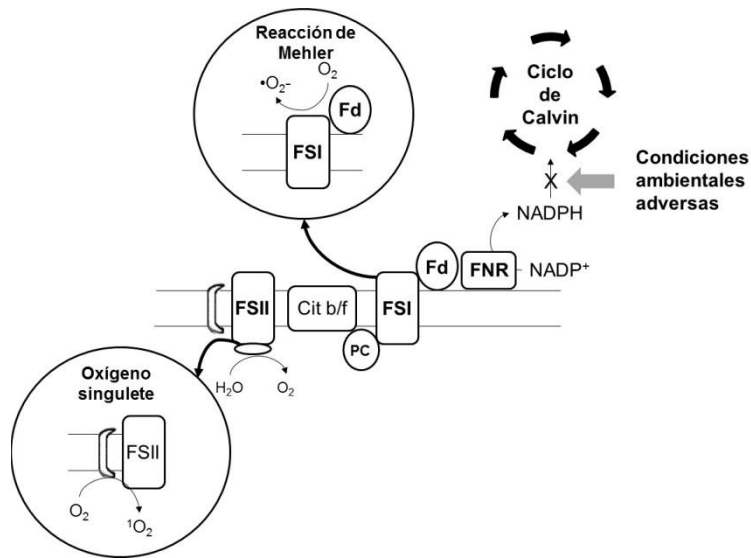 Reacción de
Mehler
O₂
•O₂-
Fd
FSI
Ciclo
de
Calvin
Condiciones
ambientales
adversas
X
NADPH
Fd
FNR
NADP⁺
FSII
Cit b/f
FSI
PC
H₂O
O₂
Oxígeno
singulete
FSII
O₂
¹O₂